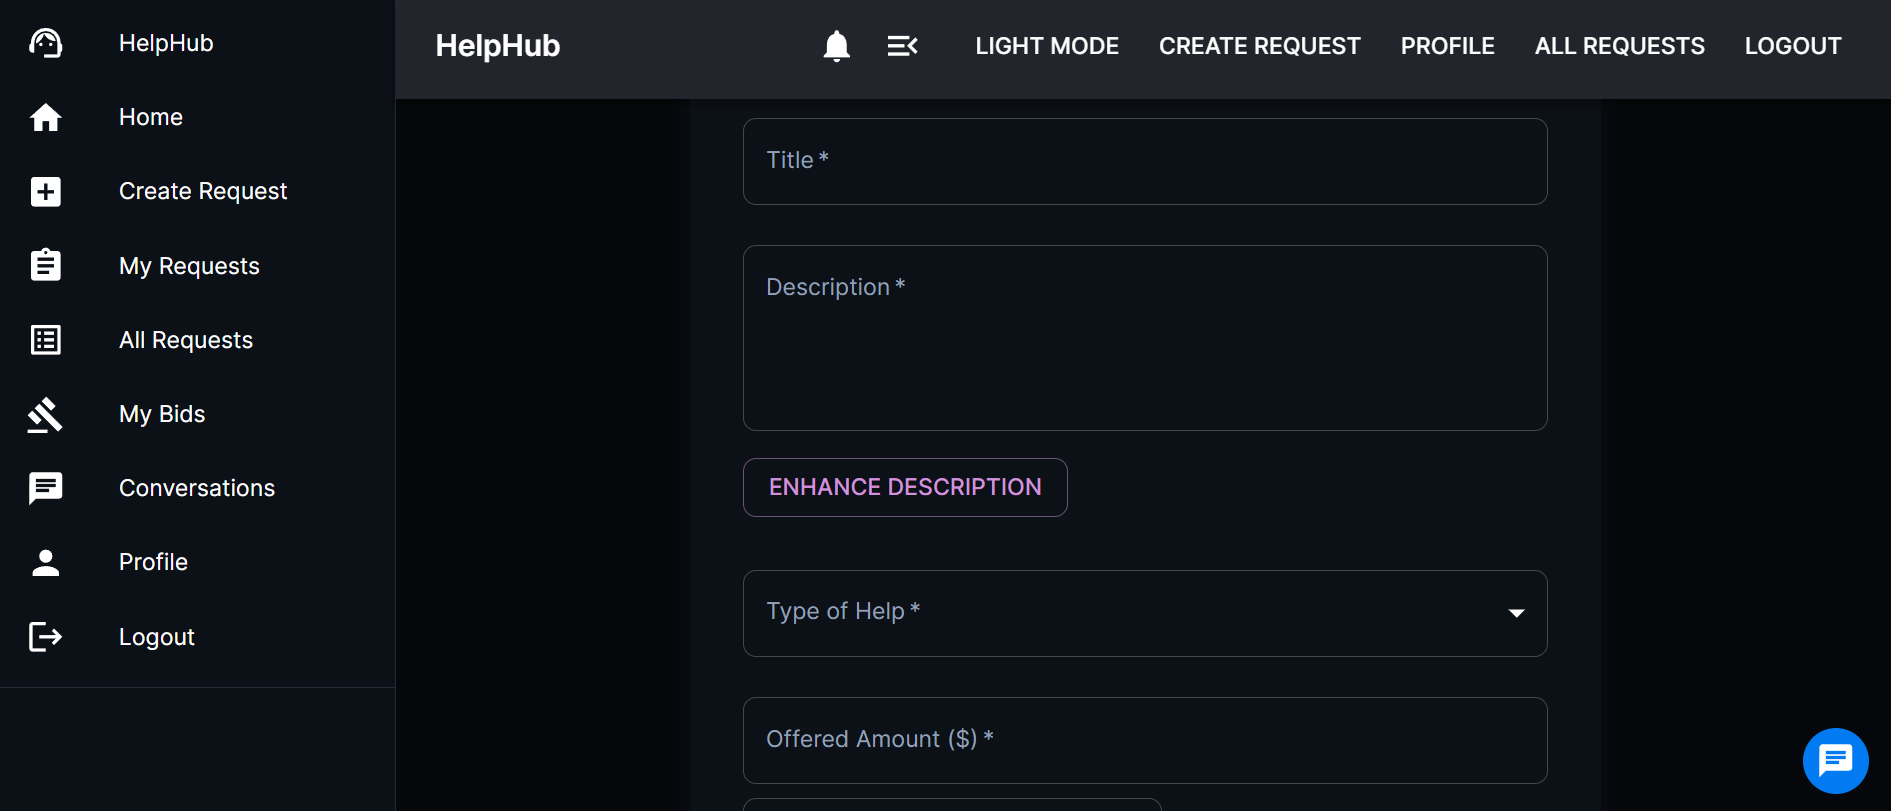 HelpHub
Home
Create Request
My Requests
All Requests
My Bids
Conversations
Profile
Logout
HelpHub
LIGHT MODE
CREATE REQUEST
PROFILE
ALL REQUESTS
LOGOUT
Title *
Description *
ENHANCE DESCRIPTION
Type of Help *
Offered Amount ($) *